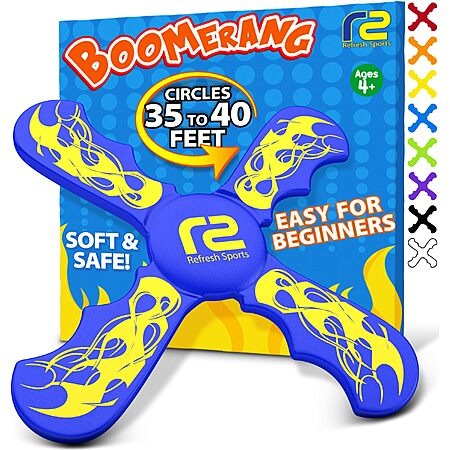 BOOMERANG
R2
Refresh Sports
Ages
4+
CIRCLES
35 TO 40
FEET
SOFT &
SAFE!
EASY FOR
BEGINNERS
R2
Refresh Sports